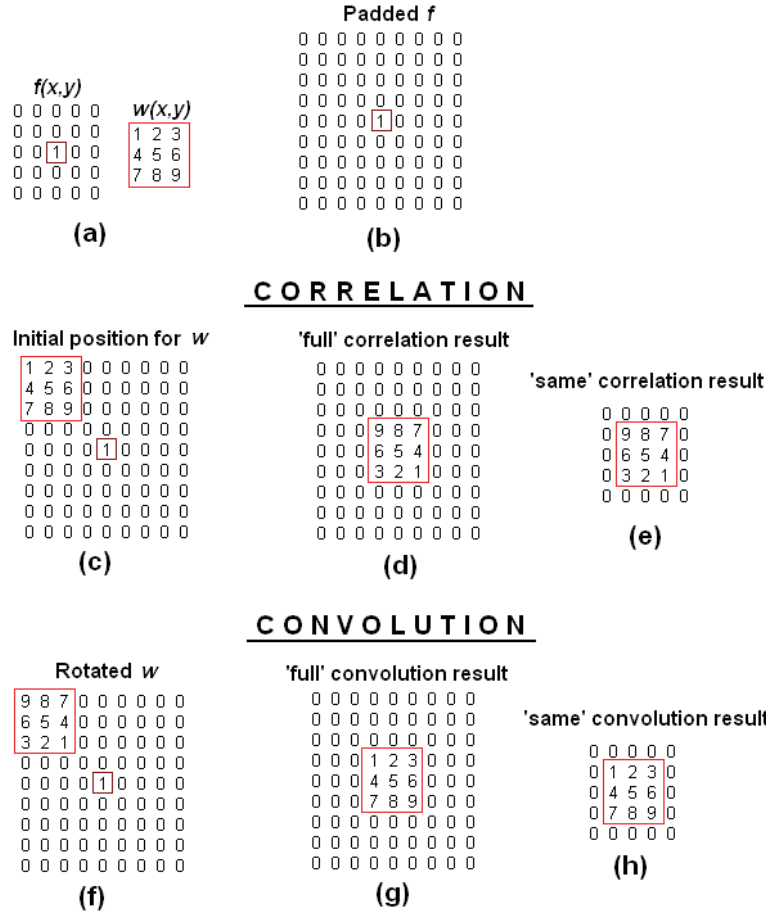 f(x,y)
0 0 0 0 0
0 0 0 0 0
0 0 1 0 0
0 0 0 0 0
0 0 0 0 0
w(x,y)
1 2 3
4 5 6
7 8 9
(a)
Padded f
0 0 0 0 0 0 0 0 0
0 0 0 0 0 0 0 0 0
0 0 0 0 0 0 0 0 0
0 0 0 0 0 0 0 0 0
0 0 0 0 1 0 0 0 0
0 0 0 0 0 0 0 0 0
0 0 0 0 0 0 0 0 0
0 0 0 0 0 0 0 0 0
0 0 0 0 0 0 0 0 0
(b)
CORRELATION
Initial position for w
1 2 3 0 0 0 0 0 0
4 5 6 0 0 0 0 0 0
7 8 9 0 0 0 0 0 0
0 0 0 0 0 0 0 0 0
0 0 0 0 1 0 0 0 0
0 0 0 0 0 0 0 0 0
0 0 0 0 0 0 0 0 0
0 0 0 0 0 0 0 0 0
0 0 0 0 0 0 0 0 0
(c)
'full' correlation result
0 0 0 0 0 0 0 0 0
0 0 0 0 0 0 0 0 0
0 0 0 0 0 0 0 0 0
0 0 0 9 8 7 0 0 0
0 0 0 6 5 4 0 0 0
0 0 0 3 2 1 0 0 0
0 0 0 0 0 0 0 0 0
0 0 0 0 0 0 0 0 0
0 0 0 0 0 0 0 0 0
(d)
'same' correlation result
0 0 0 0 0
0 9 8 7 0
0 6 5 4 0
0 3 2 1 0
0 0 0 0 0
(e)
CONVOLUTION
Rotated w
9 8 7 0 0 0 0 0 0
6 5 4 0 0 0 0 0 0
3 2 1 0 0 0 0 0 0
0 0 0 0 0 0 0 0 0
0 0 0 0 1 0 0 0 0
0 0 0 0 0 0 0 0 0
0 0 0 0 0 0 0 0 0
0 0 0 0 0 0 0 0 0
0 0 0 0 0 0 0 0 0
(f)
'full' convolution result
0 0 0 0 0 0 0 0 0
0 0 0 0 0 0 0 0 0
0 0 0 0 0 0 0 0 0
0 0 0 1 2 3 0 0 0
0 0 0 4 5 6 0 0 0
0 0 0 7 8 9 0 0 0
0 0 0 0 0 0 0 0 0
0 0 0 0 0 0 0 0 0
0 0 0 0 0 0 0 0 0
(g)
'same' convolution result
0 0 0 0 0
0 1 2 3 0
0 4 5 6 0
0 7 8 9 0
0 0 0 0 0
(h)